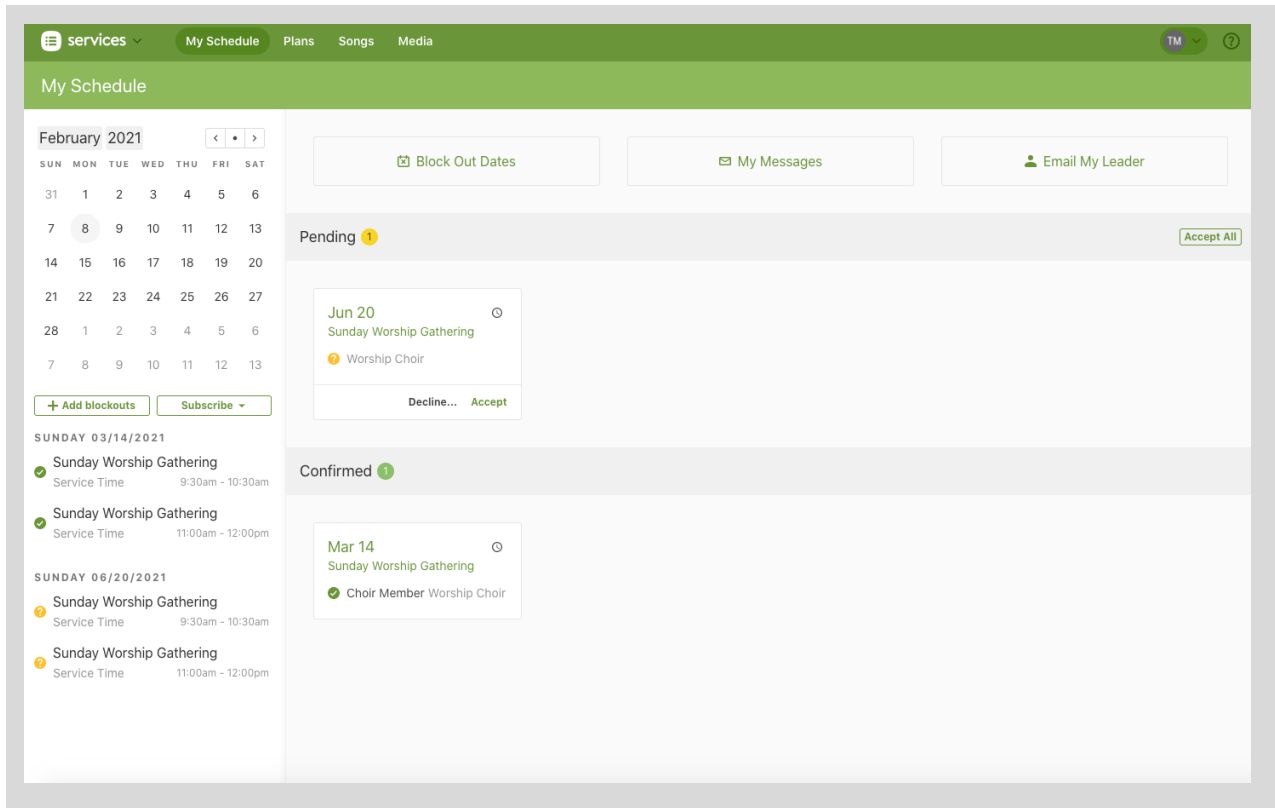 services My Schedule Plans Songs Media TM ?
My Schedule
February 2021
SUN MON TUE WED THU FRI SAT
31 1 2 3 4 5 6
7 8 9 10 11 12 13
14 15 16 17 18 19 20
21 22 23 24 25 26 27
28 1 2 3 4 5 6
7 8 9 10 11 12 13
+ Add blockouts Subscribe
SUNDAY 03/14/2021
Sunday Worship Gathering
Service Time 9:30am - 10:30am
Sunday Worship Gathering
Service Time 11:00am - 12:00pm
SUNDAY 06/20/2021
? Sunday Worship Gathering
Service Time 9:30am - 10:30am
? Sunday Worship Gathering
Service Time 11:00am - 12:00pm
Block Out Dates My Messages Email My Leader
Pending 1 Accept All
Jun 20
Sunday Worship Gathering
? Worship Choir
Decline... Accept
Confirmed 1
Mar 14
Sunday Worship Gathering
Choir Member Worship Choir